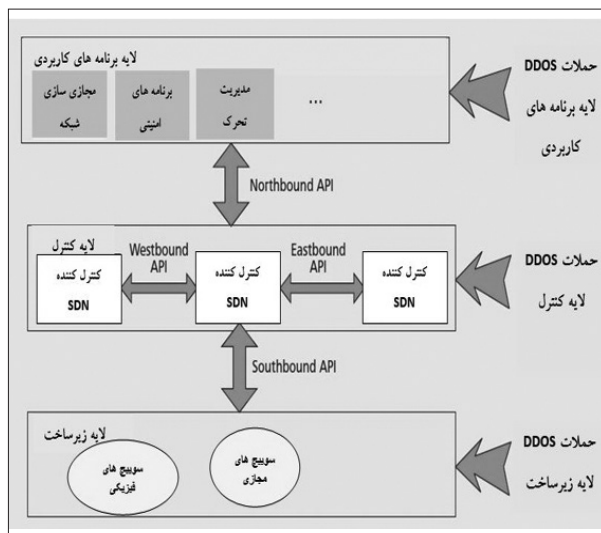 لایه برنامه های کاربردی
مجازی سازی
شبکه
برنامه های
امنیتی
مدیریت
تحرک
...
حملات DDOS
لایه برنامه های
کاربردی
Northbound API
لایه کنترل
کنترل کننده
SDN
Westbound
API
کنترل کننده
SDN
Eastbound
API
کنترل کننده
SDN
حملات DDOS
لایه کنترل
Southbound API
لایه زیرساخت
سوییچ های
فیزیکی
سوییچ های
مجازی
حملات DDOS
لایه زیرساخت